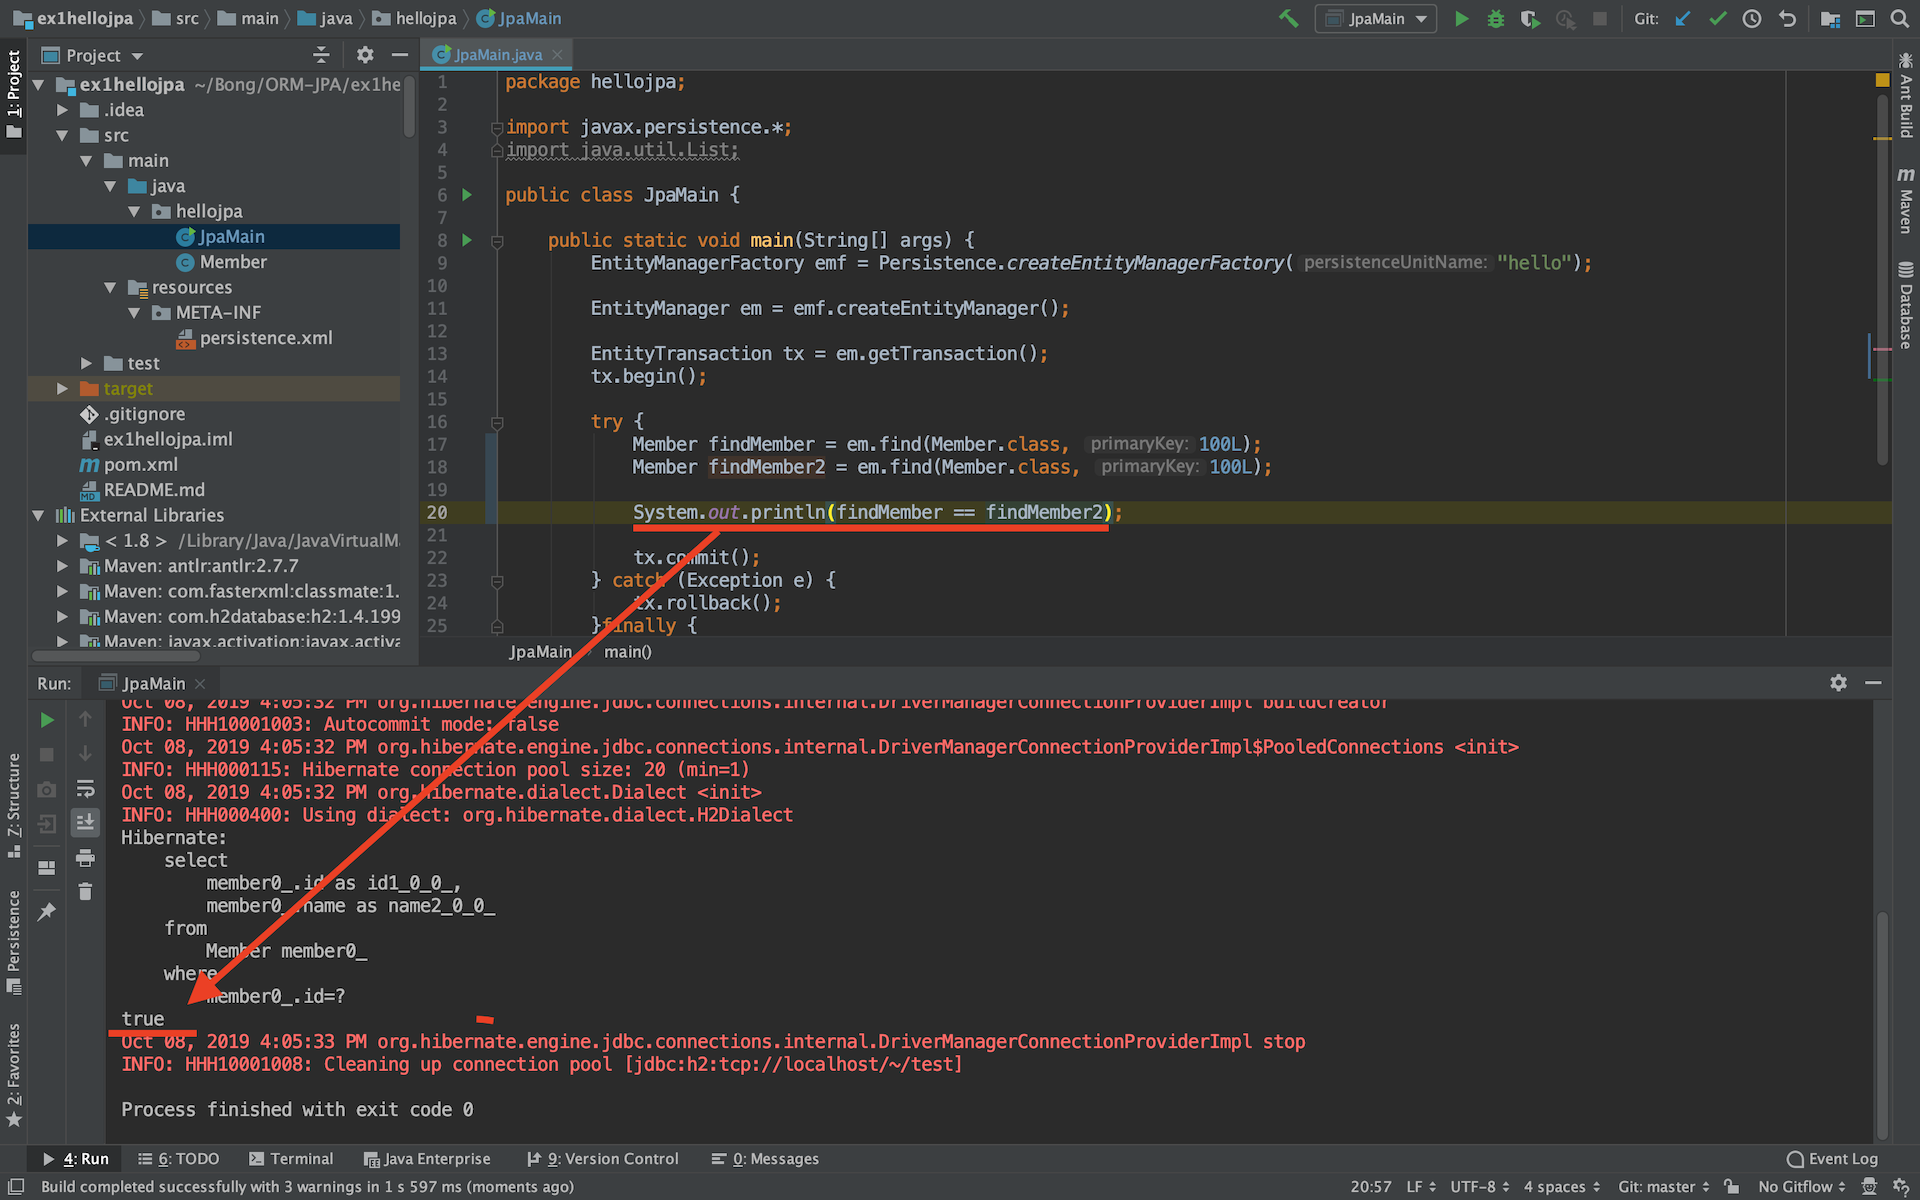 ex1hellojpa src main java hellojpa JpaMain JpaMain Git:
1: Project
Project
ex1hellojpa ~/Bong/ORM-JPA/ex1he
.idea
src
main
java
hellojpa
JpaMain
Member
resources
META-INF
persistence.xml
test
target
.gitignore
ex1hellojpa.iml
pom.xml
README.md
External Libraries
< 1.8 > /Library/Java/JavaVirtualM
Maven: antlr:antlr:2.7.7
Maven: com.fasterxml:classmate:1.
Maven: com.h2database:h2:1.4.199
Maven: javax.activation:javax.activa
JpaMain.java
1 package hellojpa;
2
3 import javax.persistence.*;
4 import java.util.List;
5
6 public class JpaMain {
7
8 public static void main(String[] args) {
9 EntityManagerFactory emf = Persistence.createEntityManagerFactory( persistenceUnitName: "hello");
10
11 EntityManager em = emf.createEntityManager();
12
13 EntityTransaction tx = em.getTransaction();
14 tx.begin();
15
16 try {
17 Member findMember = em.find(Member.class, primaryKey: 100L);
18 Member findMember2 = em.find(Member.class, primaryKey: 100L);
19
20 System.out.println(findMember == findMember2);
21
22 tx.commit();
23 } catch (Exception e) {
24 tx.rollback();
25 }finally {
JpaMain main()
Ant Build
Maven
Database
Run: JpaMain
Oct 08, 2019 4:05:32 PM org.hibernate.engine.jdbc.connections.internal.DriverManagerConnectionProviderImpl buildCreator
INFO: HHH10001003: Autocommit mode: false
Oct 08, 2019 4:05:32 PM org.hibernate.engine.jdbc.connections.internal.DriverManagerConnectionProviderImpl$PooledConnections <init>
INFO: HHH000115: Hibernate connection pool size: 20 (min=1)
Oct 08, 2019 4:05:32 PM org.hibernate.dialect.Dialect <init>
INFO: HHH000400: Using dialect: org.hibernate.dialect.H2Dialect
Hibernate:
select
member0_.id as id1_0_0_,
member0_.name as name2_0_0_
from
Member member0_
where
member0_.id=?
true
Oct 08, 2019 4:05:33 PM org.hibernate.engine.jdbc.connections.internal.DriverManagerConnectionProviderImpl stop
INFO: HHH10001008: Cleaning up connection pool [jdbc:h2:tcp://localhost/~/test]
Process finished with exit code 0
Z: Structure
Persistence
2: Favorites
4: Run 6: TODO Terminal Java Enterprise 9: Version Control 0: Messages Event Log
Build completed successfully with 3 warnings in 1 s 597 ms (moments ago) 20:57 LF UTF-8 4 spaces Git: master No Gitflow